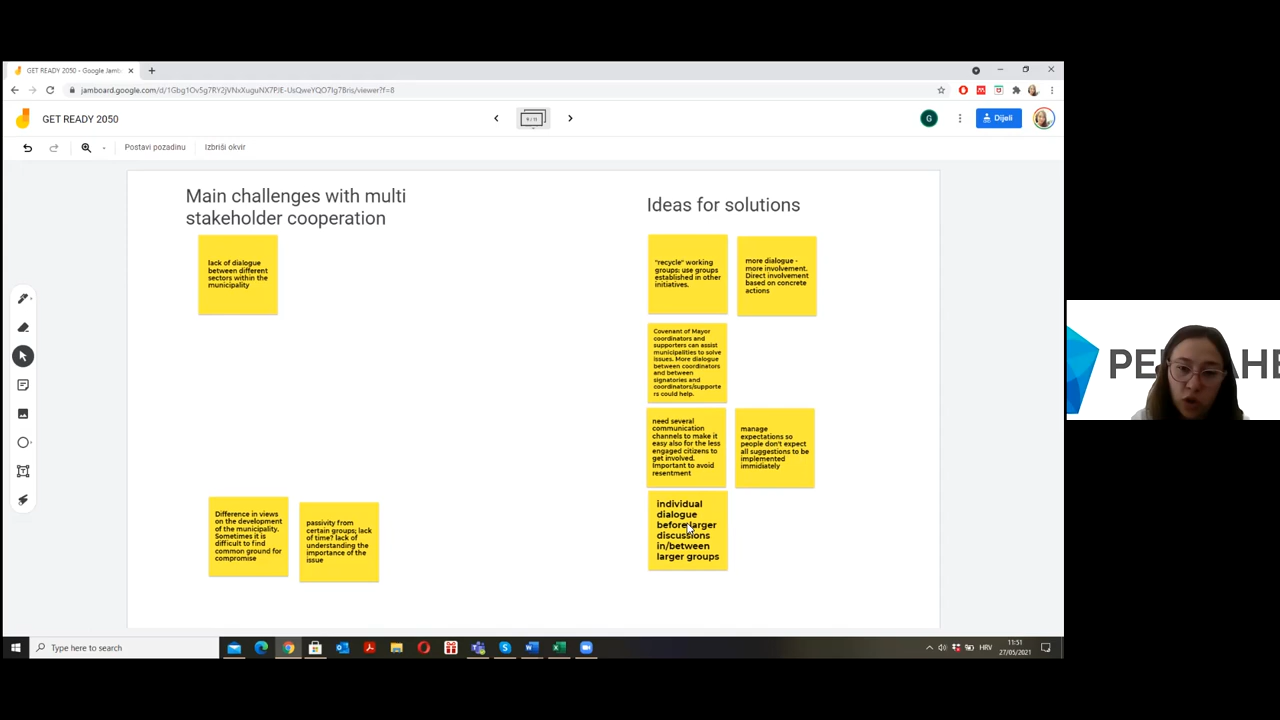 GET READY 2050 - Google Jamb
jamboard.google.com/d/1Gbg1Ov5g7RY2jVNxXuguNX7PJE-UsQweYQO7Ig7Bris/viewer?f=8
GET READY 2050
9 / 11
G
Dijeli
Postavi pozadinu
Izbriši okvir
Main challenges with multi
stakeholder cooperation
lack of dialogue
between different
sectors within the
municipality
Difference in views
on the development
of the municipality.
Sometimes it is
difficult to find
common ground for
compromise
passivity from
certain groups; lack
of time? lack of
understanding the
importance of the
issue
Ideas for solutions
"recycle" working
groups: use groups
established in other
initiatives.
more dialogue -
more involvement.
Direct involvement
based on concrete
actions
Covenant of Mayor
coordinators and
supporters can assist
municipalities to solve
issues. More dialogue
between coordinators
and between
signatories and
coordinators/supporte
rs could help.
need several
communication
channels to make it
easy also for the less
engaged citizens to
get involved.
Important to avoid
resentment
manage
expectations so
people don't expect
all suggestions to be
implemented
immidiately
individual
dialogue
before larger
discussions
in/between
larger groups
Type here to search
HRV
11:51
27/05/2021